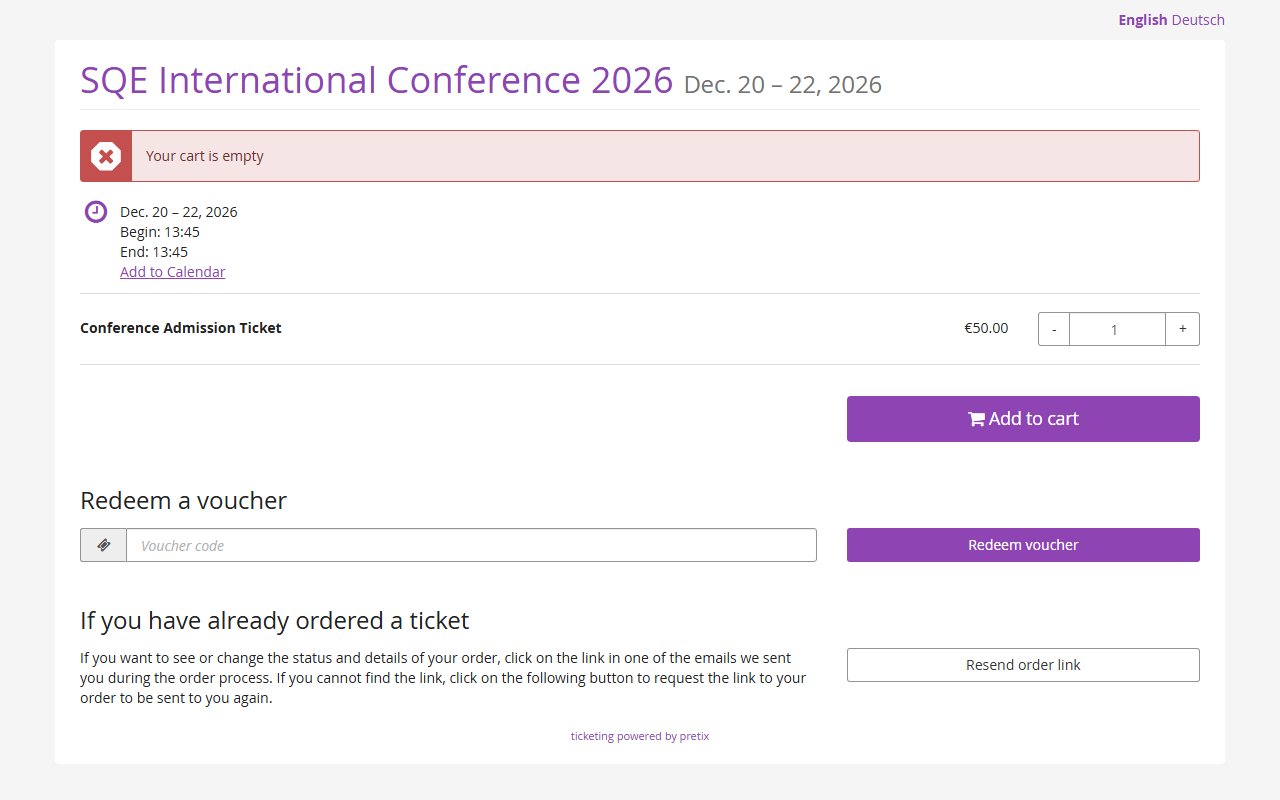 English Deutsch
SQE International Conference 2026 Dec. 20 – 22, 2026
Your cart is empty
Dec. 20 – 22, 2026
Begin: 13:45
End: 13:45
Add to Calendar
Conference Admission Ticket €50.00 - 1 +
Add to cart
Redeem a voucher
Voucher code Redeem voucher
If you have already ordered a ticket
If you want to see or change the status and details of your order, click on the link in one of the emails we sent
you during the order process. If you cannot find the link, click on the following button to request the link to your
order to be sent to you again.
Resend order link
ticketing powered by pretix